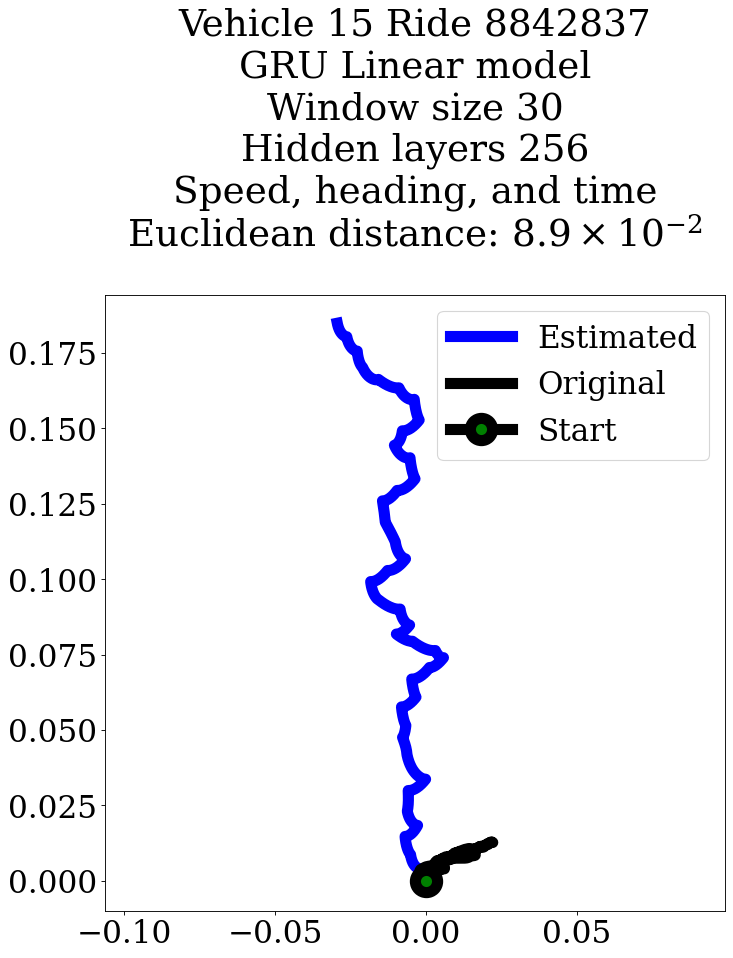 Vehicle 15 Ride 8842837
GRU Linear model
Window size 30
Hidden layers 256
Speed, heading, and time
Euclidean distance: 8.9 × 10⁻²
Estimated
Original
Start
0.175
0.150
0.125
0.100
0.075
0.050
0.025
0.000
−0.10 −0.05 0.00 0.05